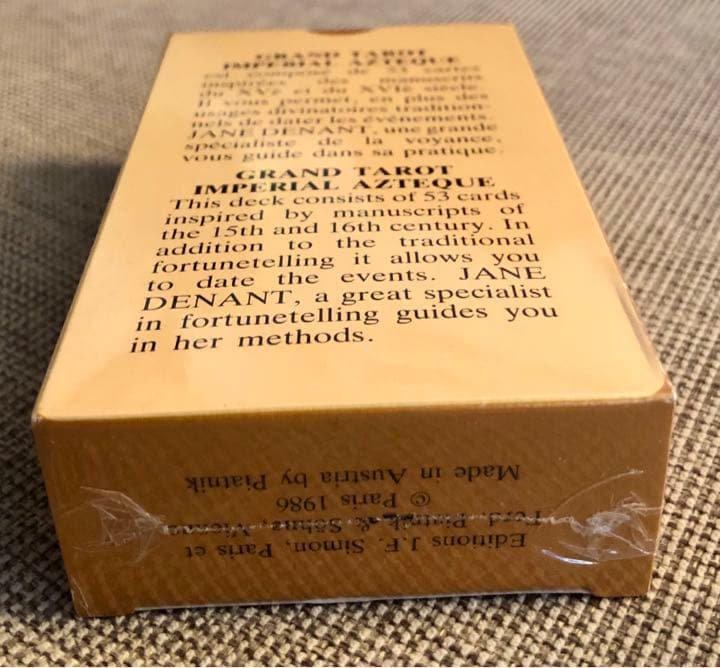 GRAND TAROT
IMPERIAL AZTEQUE
est composé de 53 cartes
inspirées des manuscrits
du XVe et du XVIe siècle.
Il vous permet, en plus des
usages divinatoires tradition-
nels de dater les événements.
JANE DENANT, une grande
spécialiste de la voyance,
vous guide dans sa pratique.
GRAND TAROT
IMPERIAL AZTEQUE
This deck consists of 53 cards
inspired by manuscripts of
the 15th and 16th century. In
addition to the traditional
fortunetelling it allows you
to date the events. JANE
DENANT, a great specialist
in fortunetelling guides you
in her methods.
Editions J.F. Simon, Paris et
Ferd. Piatnik & Söhne, Vienne
© Paris 1986
Made in Austria by Piatnik